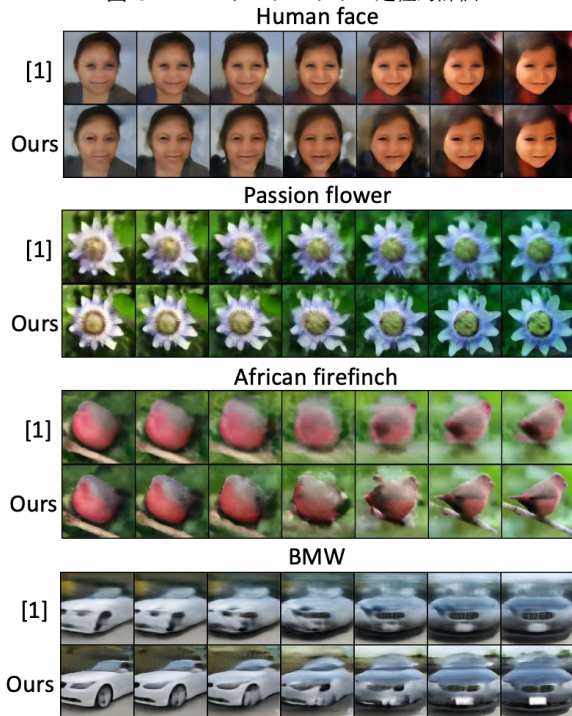 Human face
[1]
Ours
Passion flower
[1]
Ours
African firefinch
[1]
Ours
BMW
[1]
Ours